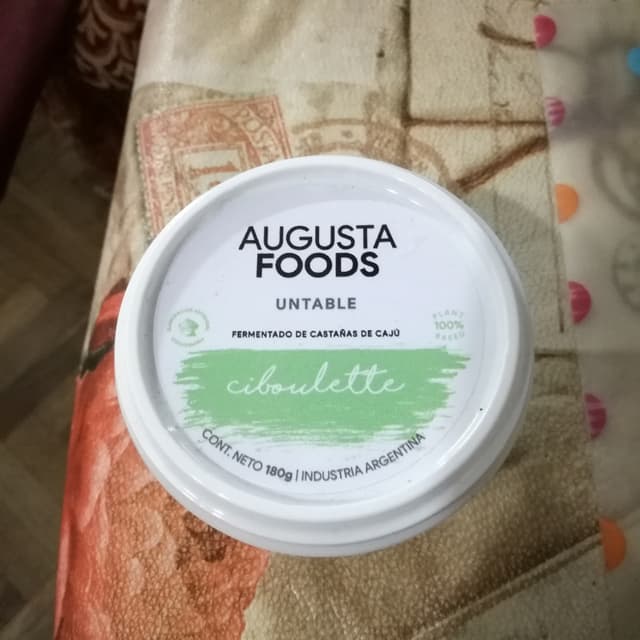 AUGUSTA
FOODS
UNTABLE
FERMENTADO DE CASTAÑAS DE CAJÚ
PLANT
100%
BASED
ciboulette
CONT. NETO 180g | INDUSTRIA ARGENTINA